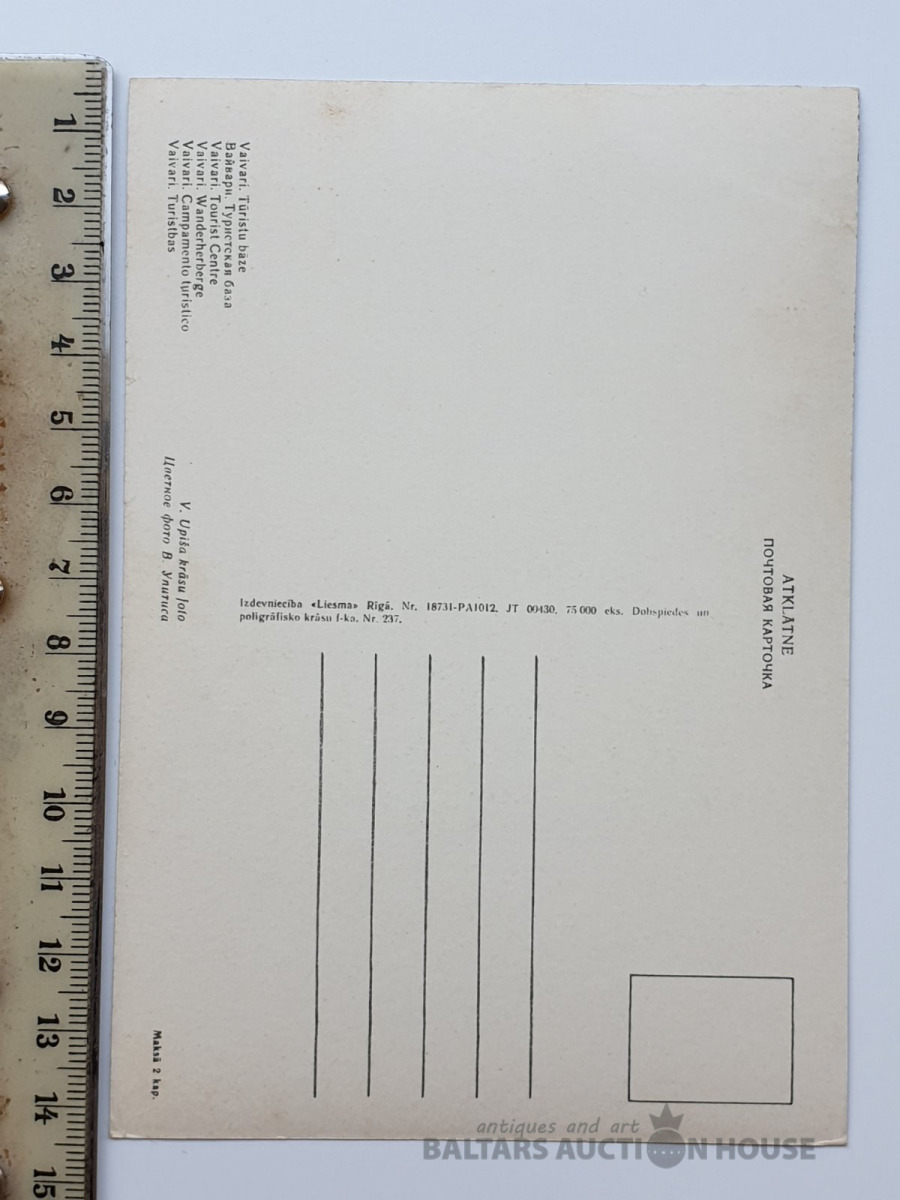 ATKLĀTNE
ПОЧТОВАЯ КАРТОЧКА
Vaivari. Tūristu bāze
Вайвари. Туристская база
Vaivari. Tourist Centre
Vaivari. Wanderherberge
Vaivari. Campamento turistico
Vaivari. Turistbas
V. Upīša krāsu foto
Цветное фото В. Упитиса
Izdevniecība «Liesma» Rīgā. Nr. 18731-PA1012. JT 00430. 75 000 eks. Dobspiedes un
poligrāfisko krāsu f-ka. Nr. 237.
Maksā 2 kap.
1
2
3
4
5
6
7
8
9
10
11
12
13
14
15
antiques and art
BALTARS AUCTION HOUSE